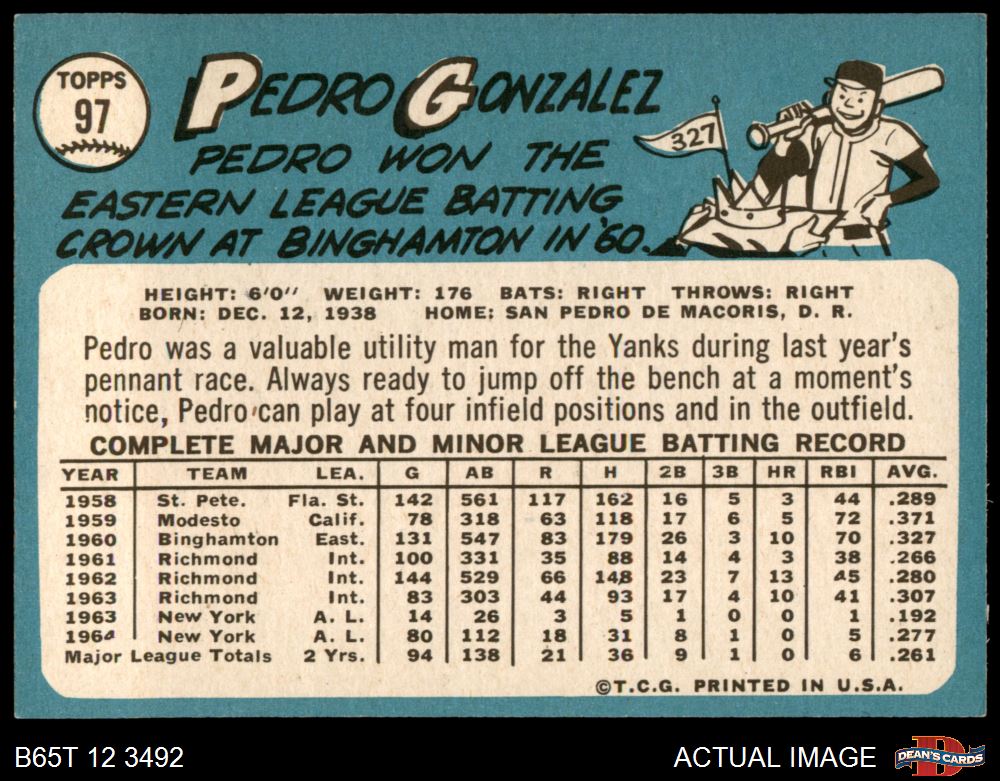 TOPPS
97
PEDRO GONZALEZ
PEDRO WON THE
EASTERN LEAGUE BATTING
CROWN AT BINGHAMTON IN '60.
327
HEIGHT: 6'0" WEIGHT: 176 BATS: RIGHT THROWS: RIGHT
BORN: DEC. 12, 1938 HOME: SAN PEDRO DE MACORIS, D. R.
Pedro was a valuable utility man for the Yanks during last year's
pennant race. Always ready to jump off the bench at a moment's
notice, Pedro can play at four infield positions and in the outfield.
COMPLETE MAJOR AND MINOR LEAGUE BATTING RECORD
YEAR TEAM LEA. G AB R H 2B 3B HR RBI AVG.
1958 St. Pete. Fla. St. 142 561 117 162 16 5 3 44 .289
1959 Modesto Calif. 78 318 63 118 17 6 5 72 .371
1960 Binghamton East. 131 547 83 179 26 3 10 70 .327
1961 Richmond Int. 100 331 35 88 14 4 3 38 .266
1962 Richmond Int. 144 529 66 148 23 7 13 45 .280
1963 Richmond Int. 83 303 44 93 17 4 10 41 .307
1963 New York A. L. 14 26 3 5 1 0 0 1 .192
1964 New York A. L. 80 112 18 31 8 1 0 5 .277
Major League Totals 2 Yrs. 94 138 21 36 9 1 0 6 .261
©T.C.G. PRINTED IN U.S.A.
B65T 12 3492
ACTUAL IMAGE
DEAN'S CARDS